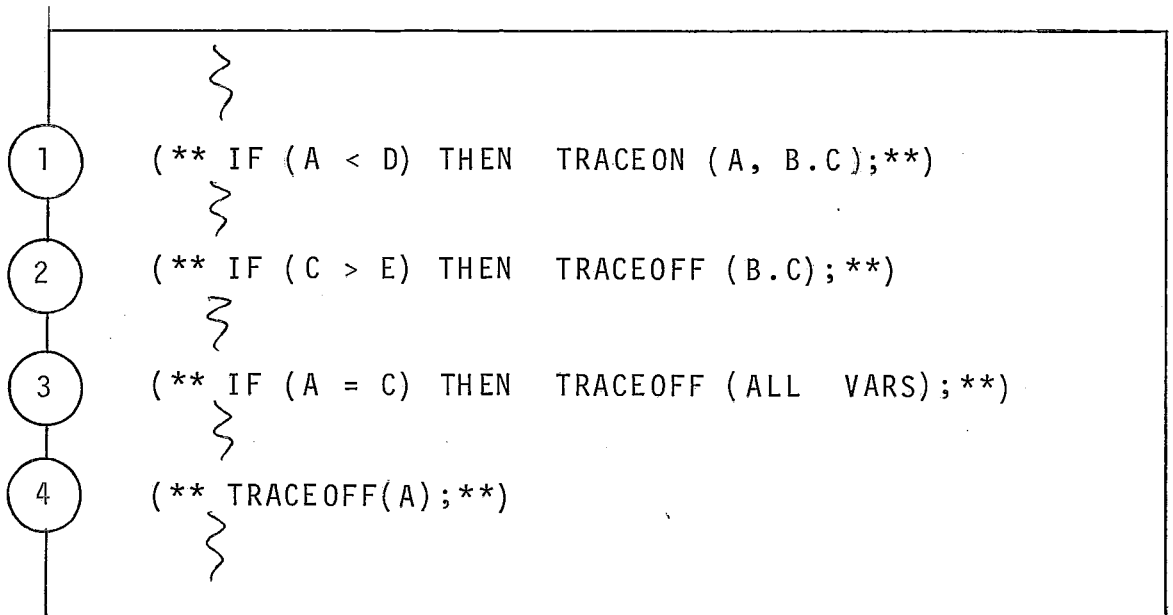 1 (** IF (A < D) THEN TRACEON (A, B.C);**)
2 (** IF (C > E) THEN TRACEOFF (B.C);**)
3 (** IF (A = C) THEN TRACEOFF (ALL VARS);**)
4 (** TRACEOFF(A);**)